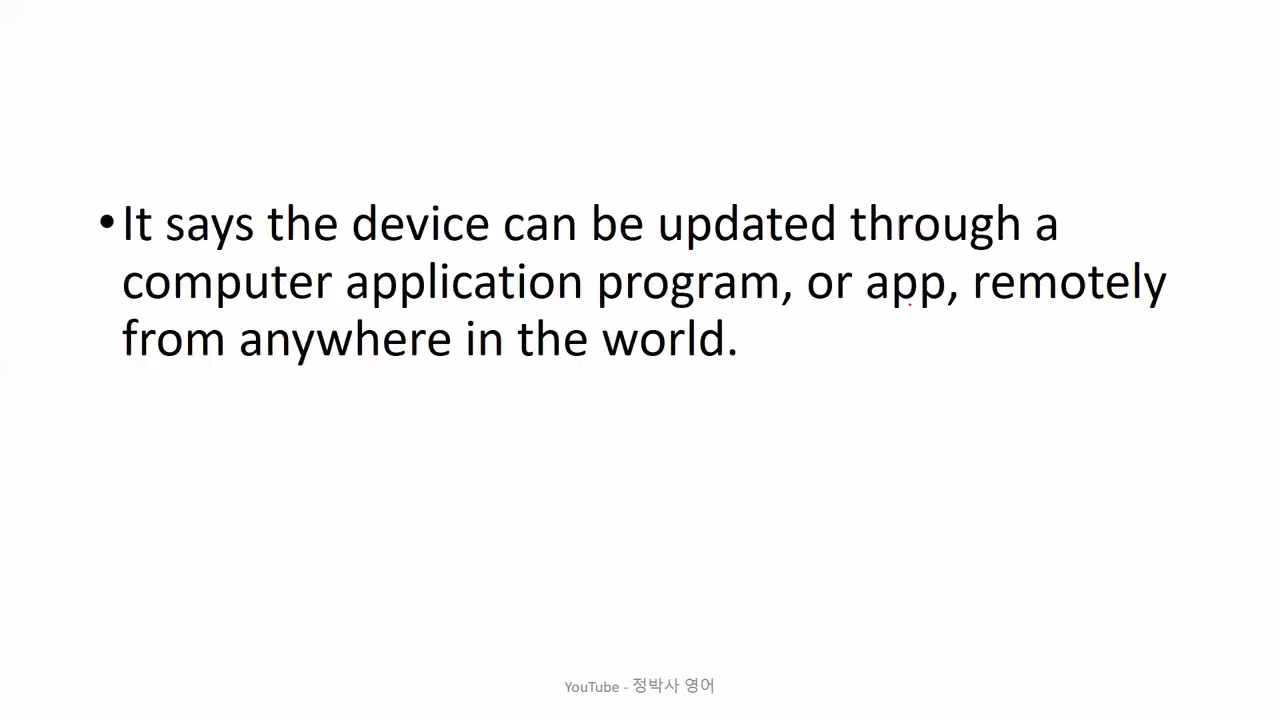 •It says the device can be updated through a
computer application program, or app, remotely
from anywhere in the world.
YouTube - 정박사 영어